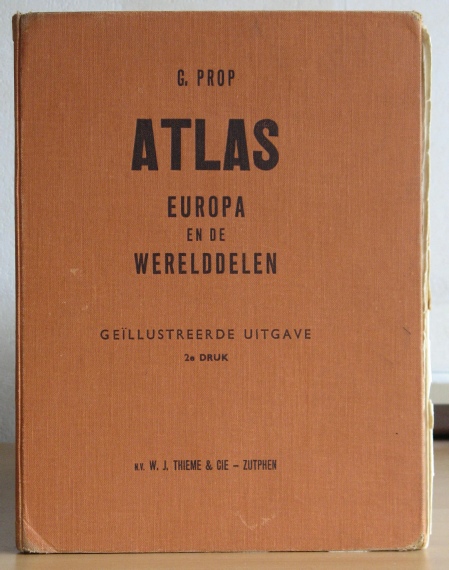 G. PROP
ATLAS
EUROPA
EN DE
WERELDDELEN
GEÏLLUSTREERDE UITGAVE
2e DRUK
N.V. W. J. THIEME & CIE – ZUTPHEN